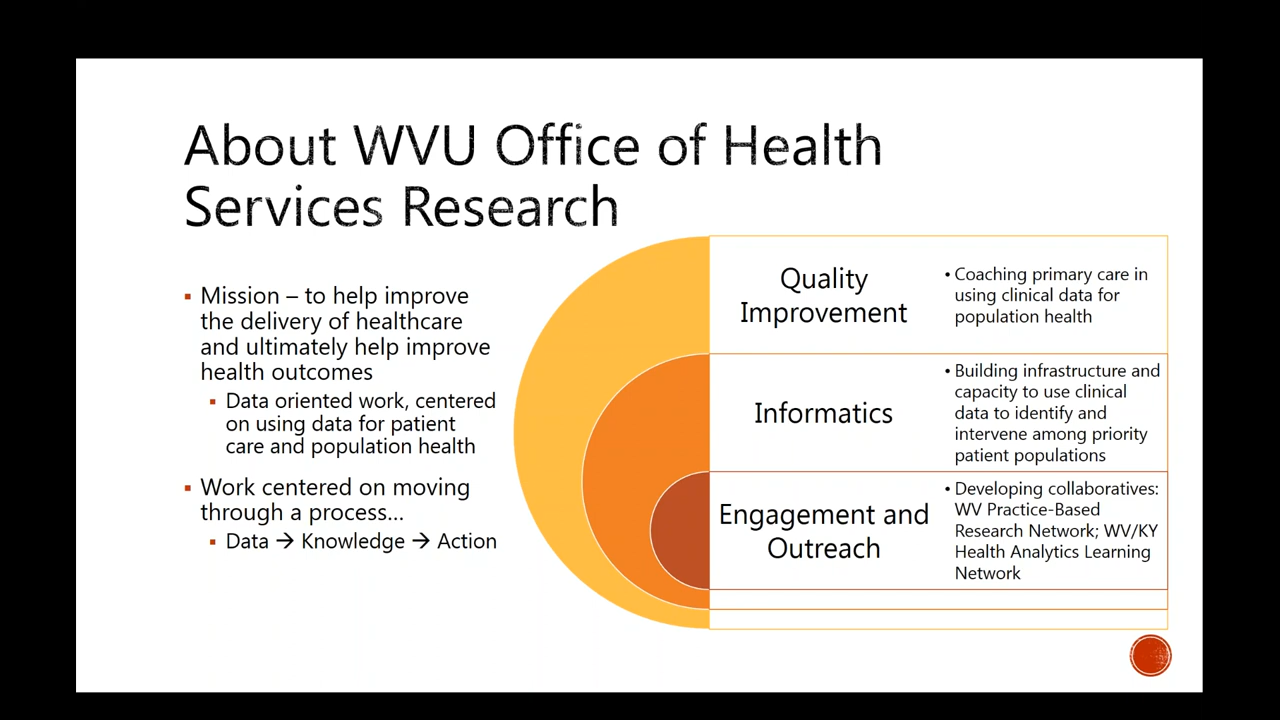 About WVU Office of Health
Services Research
▪ Mission – to help improve
the delivery of healthcare
and ultimately help improve
health outcomes
▪ Data oriented work, centered
on using data for patient
care and population health
▪ Work centered on moving
through a process...
▪ Data → Knowledge → Action
Quality
Improvement
• Coaching primary care in
using clinical data for
population health
Informatics
• Building infrastructure and
capacity to use clinical
data to identify and
intervene among priority
patient populations
Engagement and
Outreach
• Developing collaboratives:
WV Practice-Based
Research Network; WV/KY
Health Analytics Learning
Network